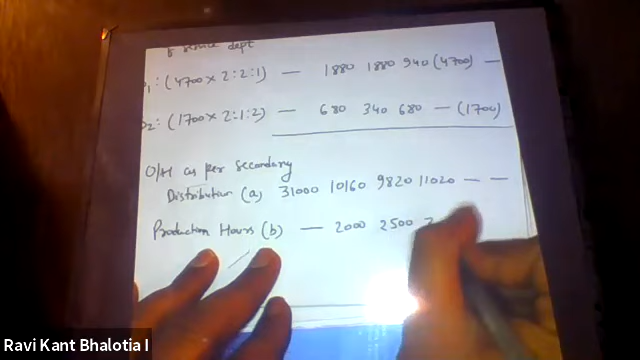 of service dept
S₁: (4700 x 2:2:1) — 1880 1880 940 (4700) —
S₂: (1700 x 2:1:2) — 680 340 680 — (1700)
O/H as per secondary
Distribution (a) 31000 10160 9820 11020 — —
Production Hours (b) — 2000 2500
Ravi Kant Bhalotia I